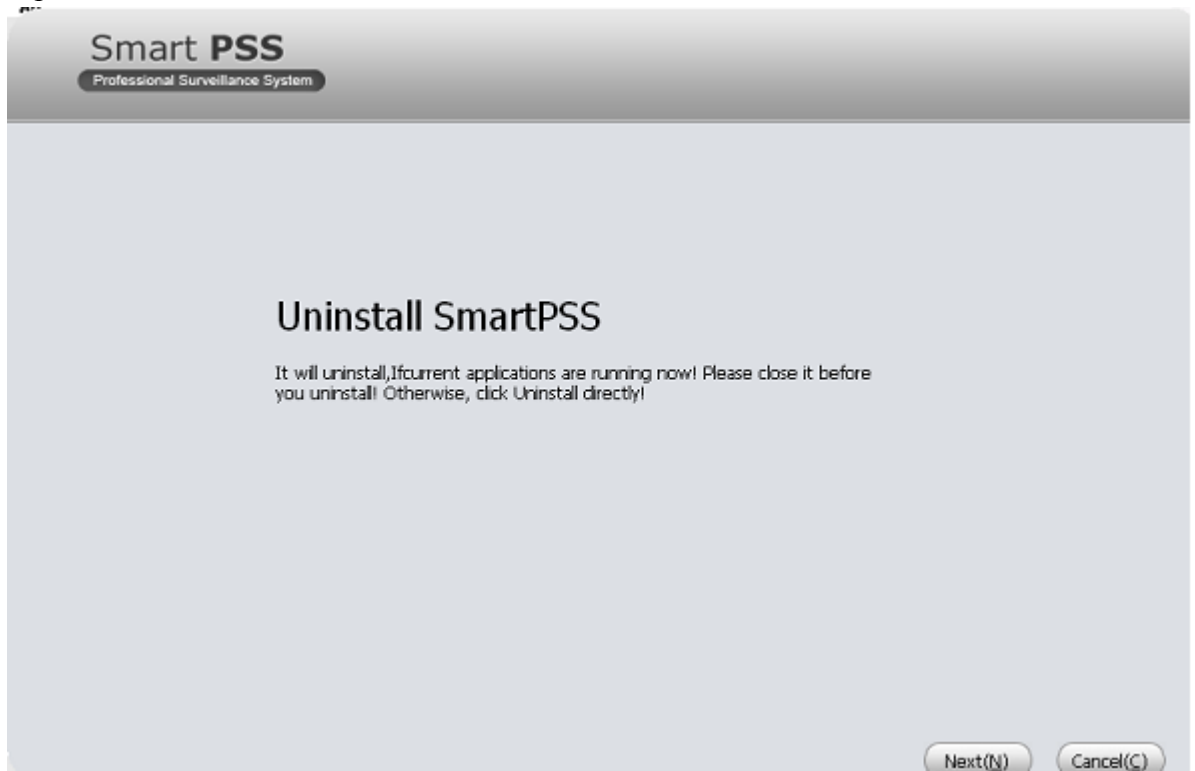 Smart PSS
Professional Surveillance System
Uninstall SmartPSS
It will uninstall,Ifcurrent applications are running now! Please close it before
you uninstall! Otherwise, click Uninstall directly!
Next(N)
Cancel(C)